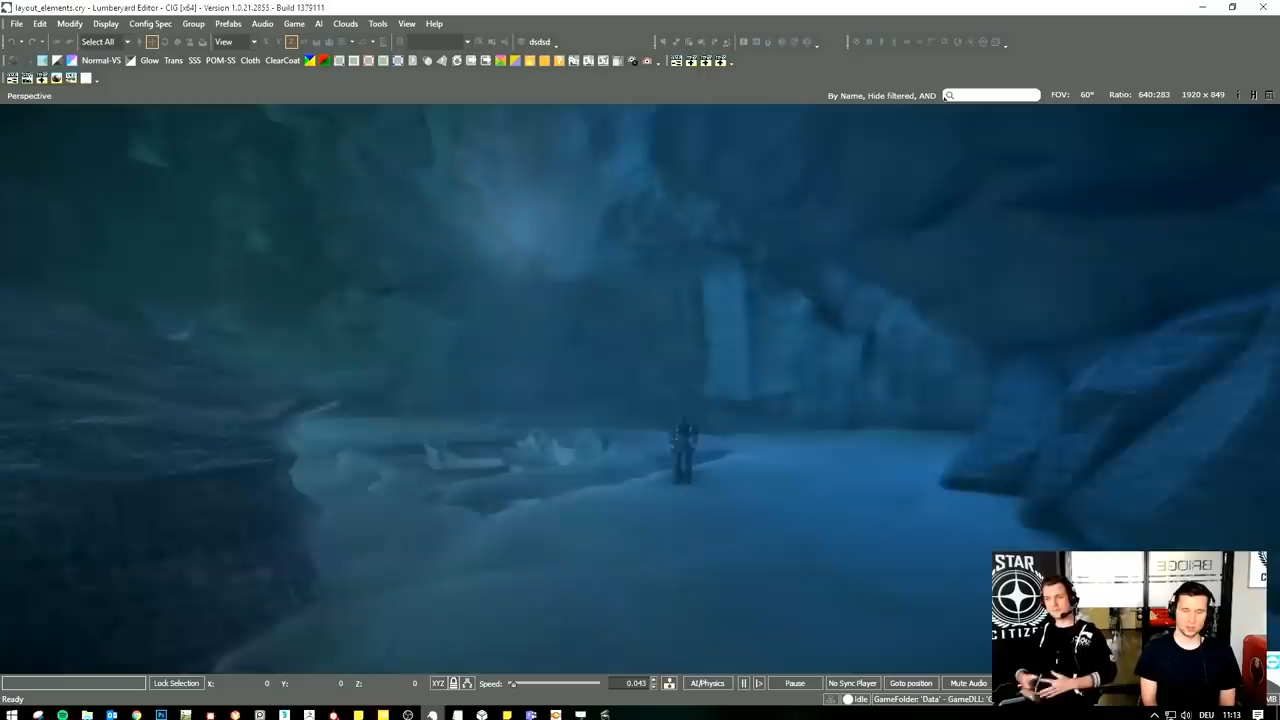 layout_elements.cry - Lumberyard Editor - CIG [x64] - Version 1.0.21.2855 - Build 1379111
File Edit Modify Display Config Spec Group Prefabs Audio Game AI Clouds Tools View Help
Select All View dsdsd
Normal-VS Glow Trans SSS POM-SS Cloth ClearCoat
Perspective By Name, Hide filtered, AND FOV: 60° Ratio: 640:283 1920 x 849
STAR
CITIZE
BRIDGE
Lock Selection X: 0 Y: 0 Z: 0 XYZ Speed: 0.043 AI/Physics Pause No Sync Player Goto position Mute Audio
Ready Idle GameFolder: 'Data' - GameDLL:
DEU 11:13